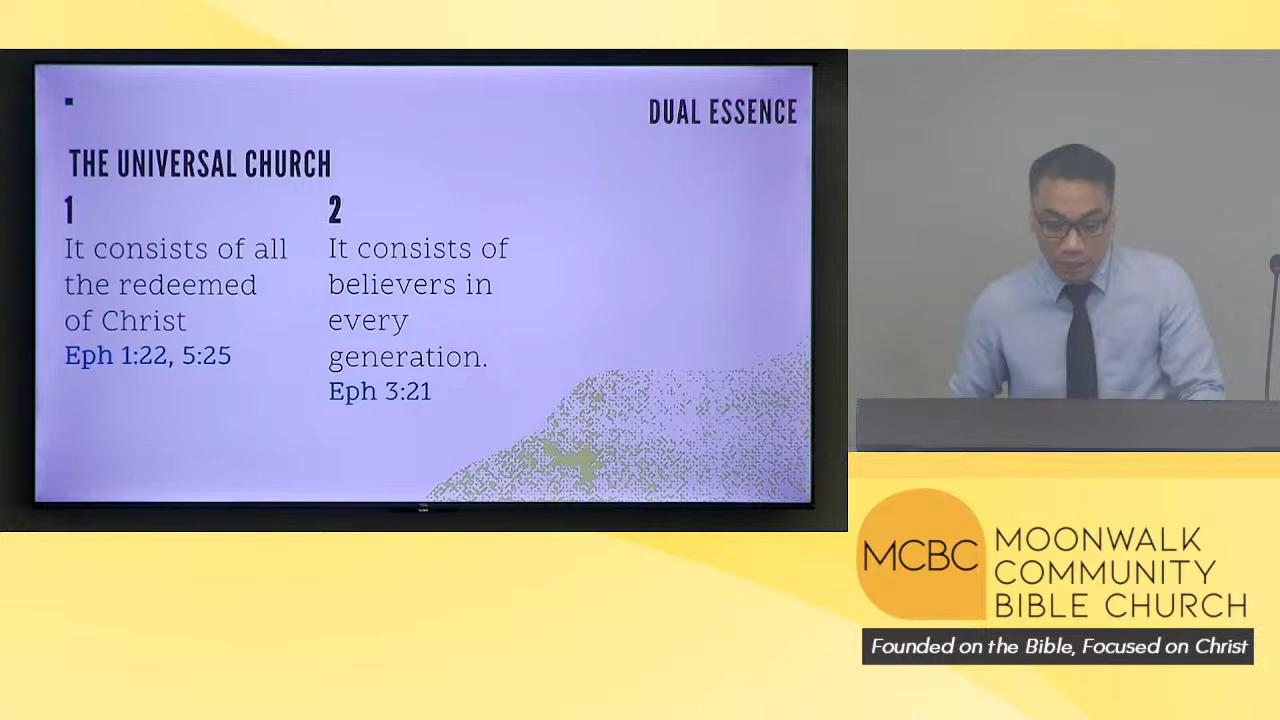 DUAL ESSENCE
THE UNIVERSAL CHURCH
1
It consists of all
the redeemed
of Christ
Eph 1:22, 5:25
2
It consists of
believers in
every
generation.
Eph 3:21
MCBC
MOONWALK
COMMUNITY
BIBLE CHURCH
Founded on the Bible, Focused on Christ